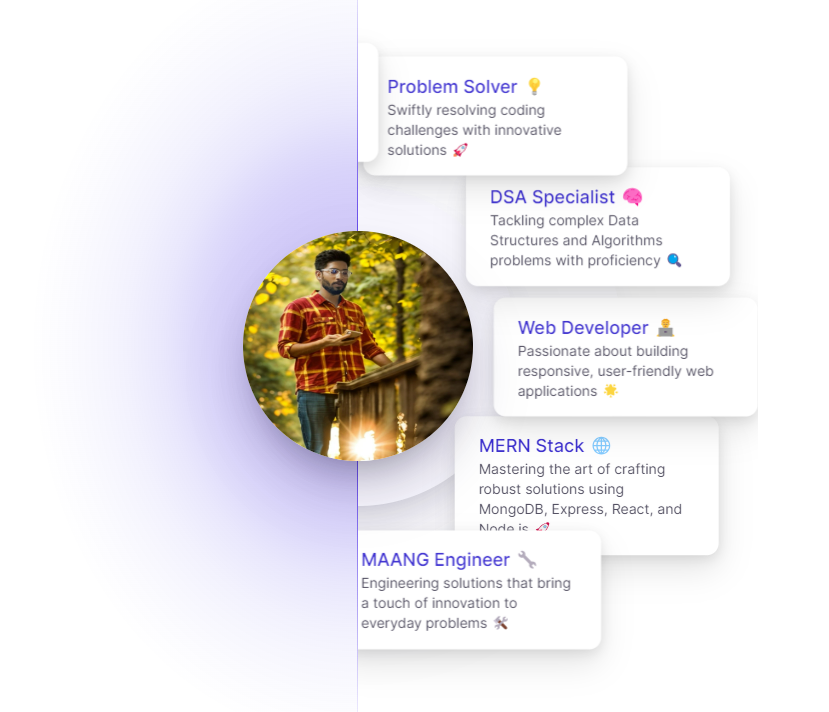 Problem Solver 💡
Swiftly resolving coding
challenges with innovative
solutions 🚀
DSA Specialist 🧠
Tackling complex Data
Structures and Algorithms
problems with proficiency 🔍
Web Developer 🧑‍💻
Passionate about building
responsive, user-friendly web
applications 🌟
MERN Stack 🌐
Mastering the art of crafting
robust solutions using
MongoDB, Express, React, and
Node.js 🚀
MAANG Engineer 🔧
Engineering solutions that bring
a touch of innovation to
everyday problems 🛠️